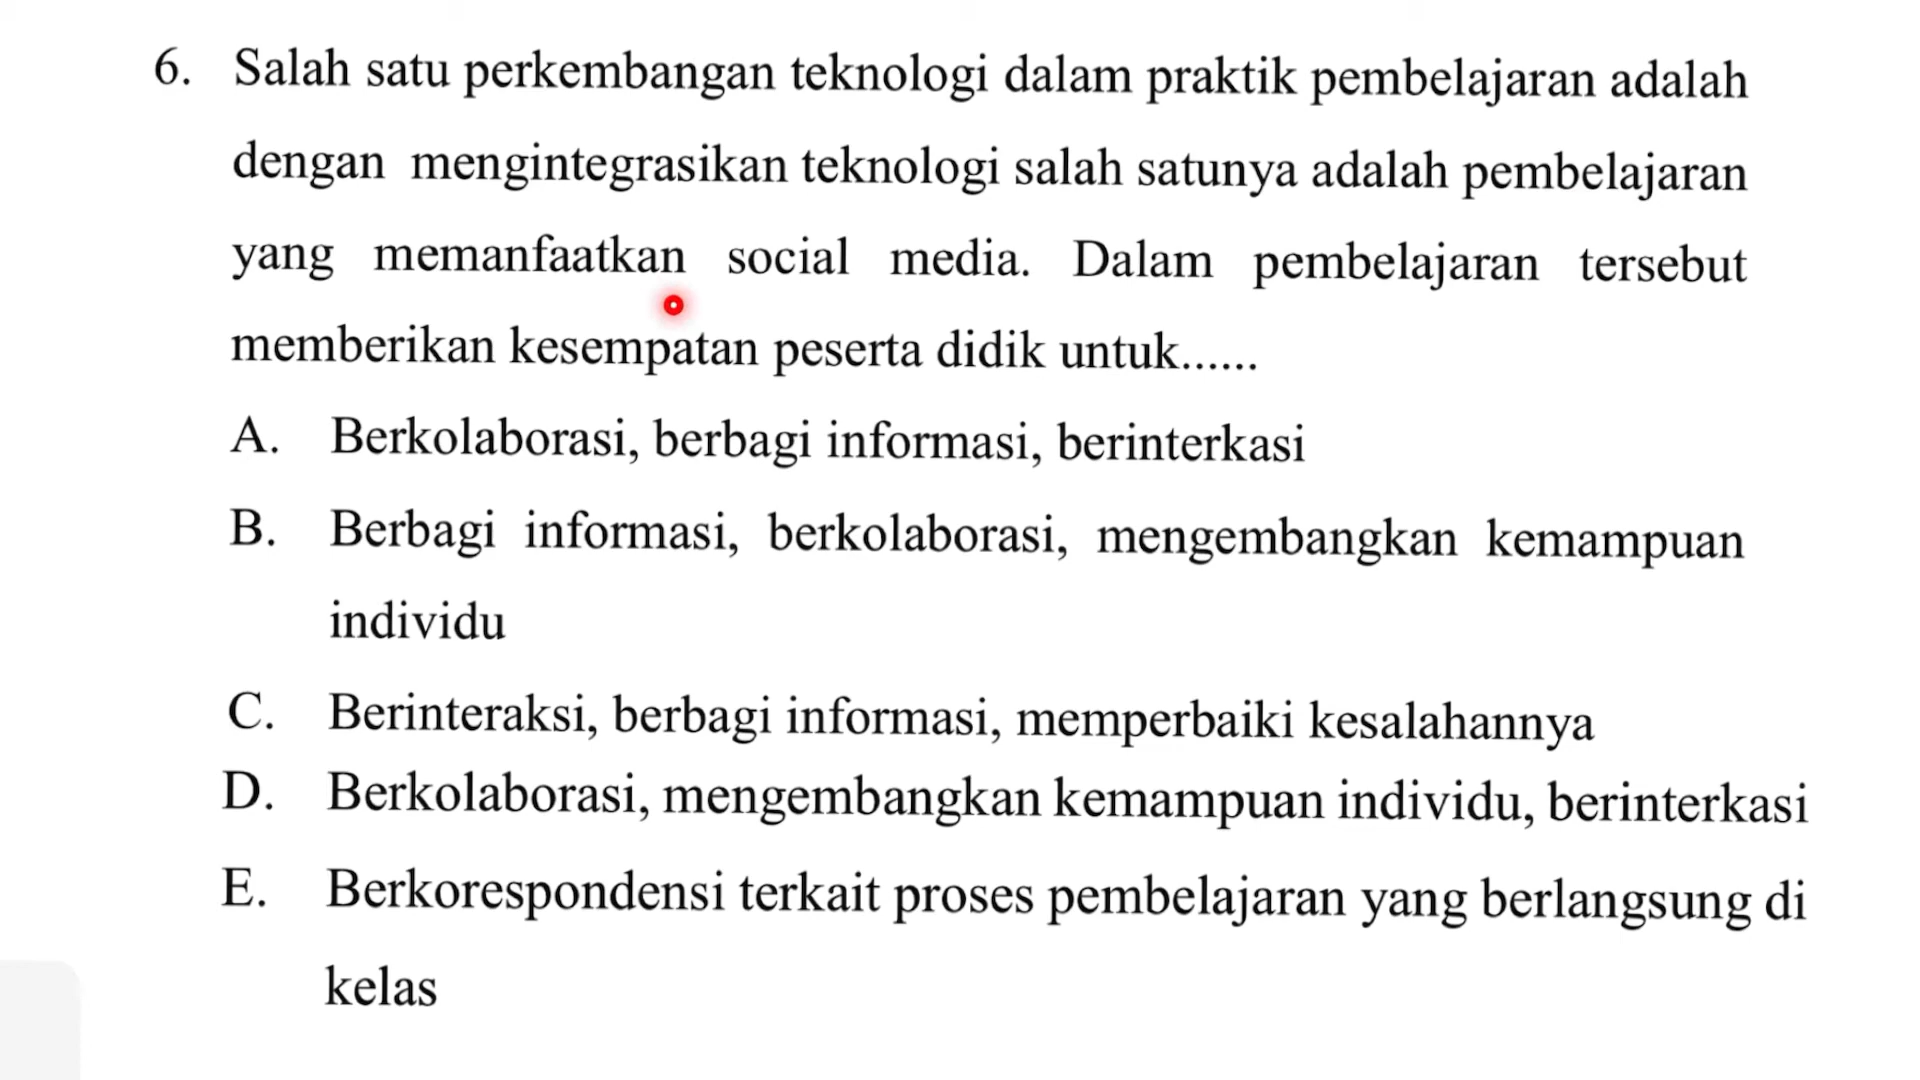 6. Salah satu perkembangan teknologi dalam praktik pembelajaran adalah
dengan mengintegrasikan teknologi salah satunya adalah pembelajaran
yang memanfaatkan social media. Dalam pembelajaran tersebut
memberikan kesempatan peserta didik untuk......
A. Berkolaborasi, berbagi informasi, berinterkasi
B. Berbagi informasi, berkolaborasi, mengembangkan kemampuan
individu
C. Berinteraksi, berbagi informasi, memperbaiki kesalahannya
D. Berkolaborasi, mengembangkan kemampuan individu, berinterkasi
E. Berkorespondensi terkait proses pembelajaran yang berlangsung di
kelas